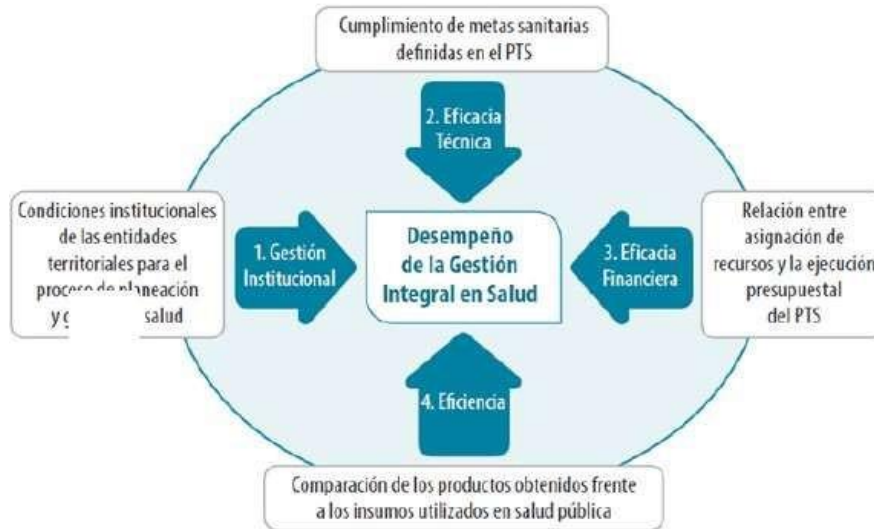 Cumplimiento de metas sanitarias
definidas en el PTS
2. Eficacia
Técnica
Condiciones institucionales
de las entidades
territoriales para el
proceso de planeación
y salud
1. Gestión
Institucional
Desempeño
de la Gestión
Integral en Salud
3. Eficacia
Financiera
Relación entre
asignación de
recursos y la ejecución
presupuestal
del PTS
4. Eficiencia
Comparación de los productos obtenidos frente
a los insumos utilizados en salud pública